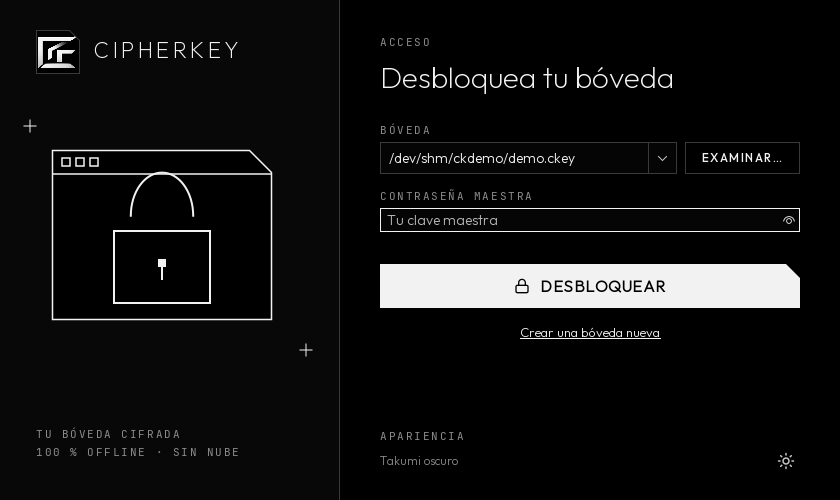 CIPHERKEY
TU BÓVEDA CIFRADA
100 % OFFLINE · SIN NUBE
ACCESO
Desbloquea tu bóveda
BÓVEDA
/dev/shm/ckdemo/demo.ckey
EXAMINAR…
CONTRASEÑA MAESTRA
Tu clave maestra
DESBLOQUEAR
Crear una bóveda nueva
APARIENCIA
Takumi oscuro